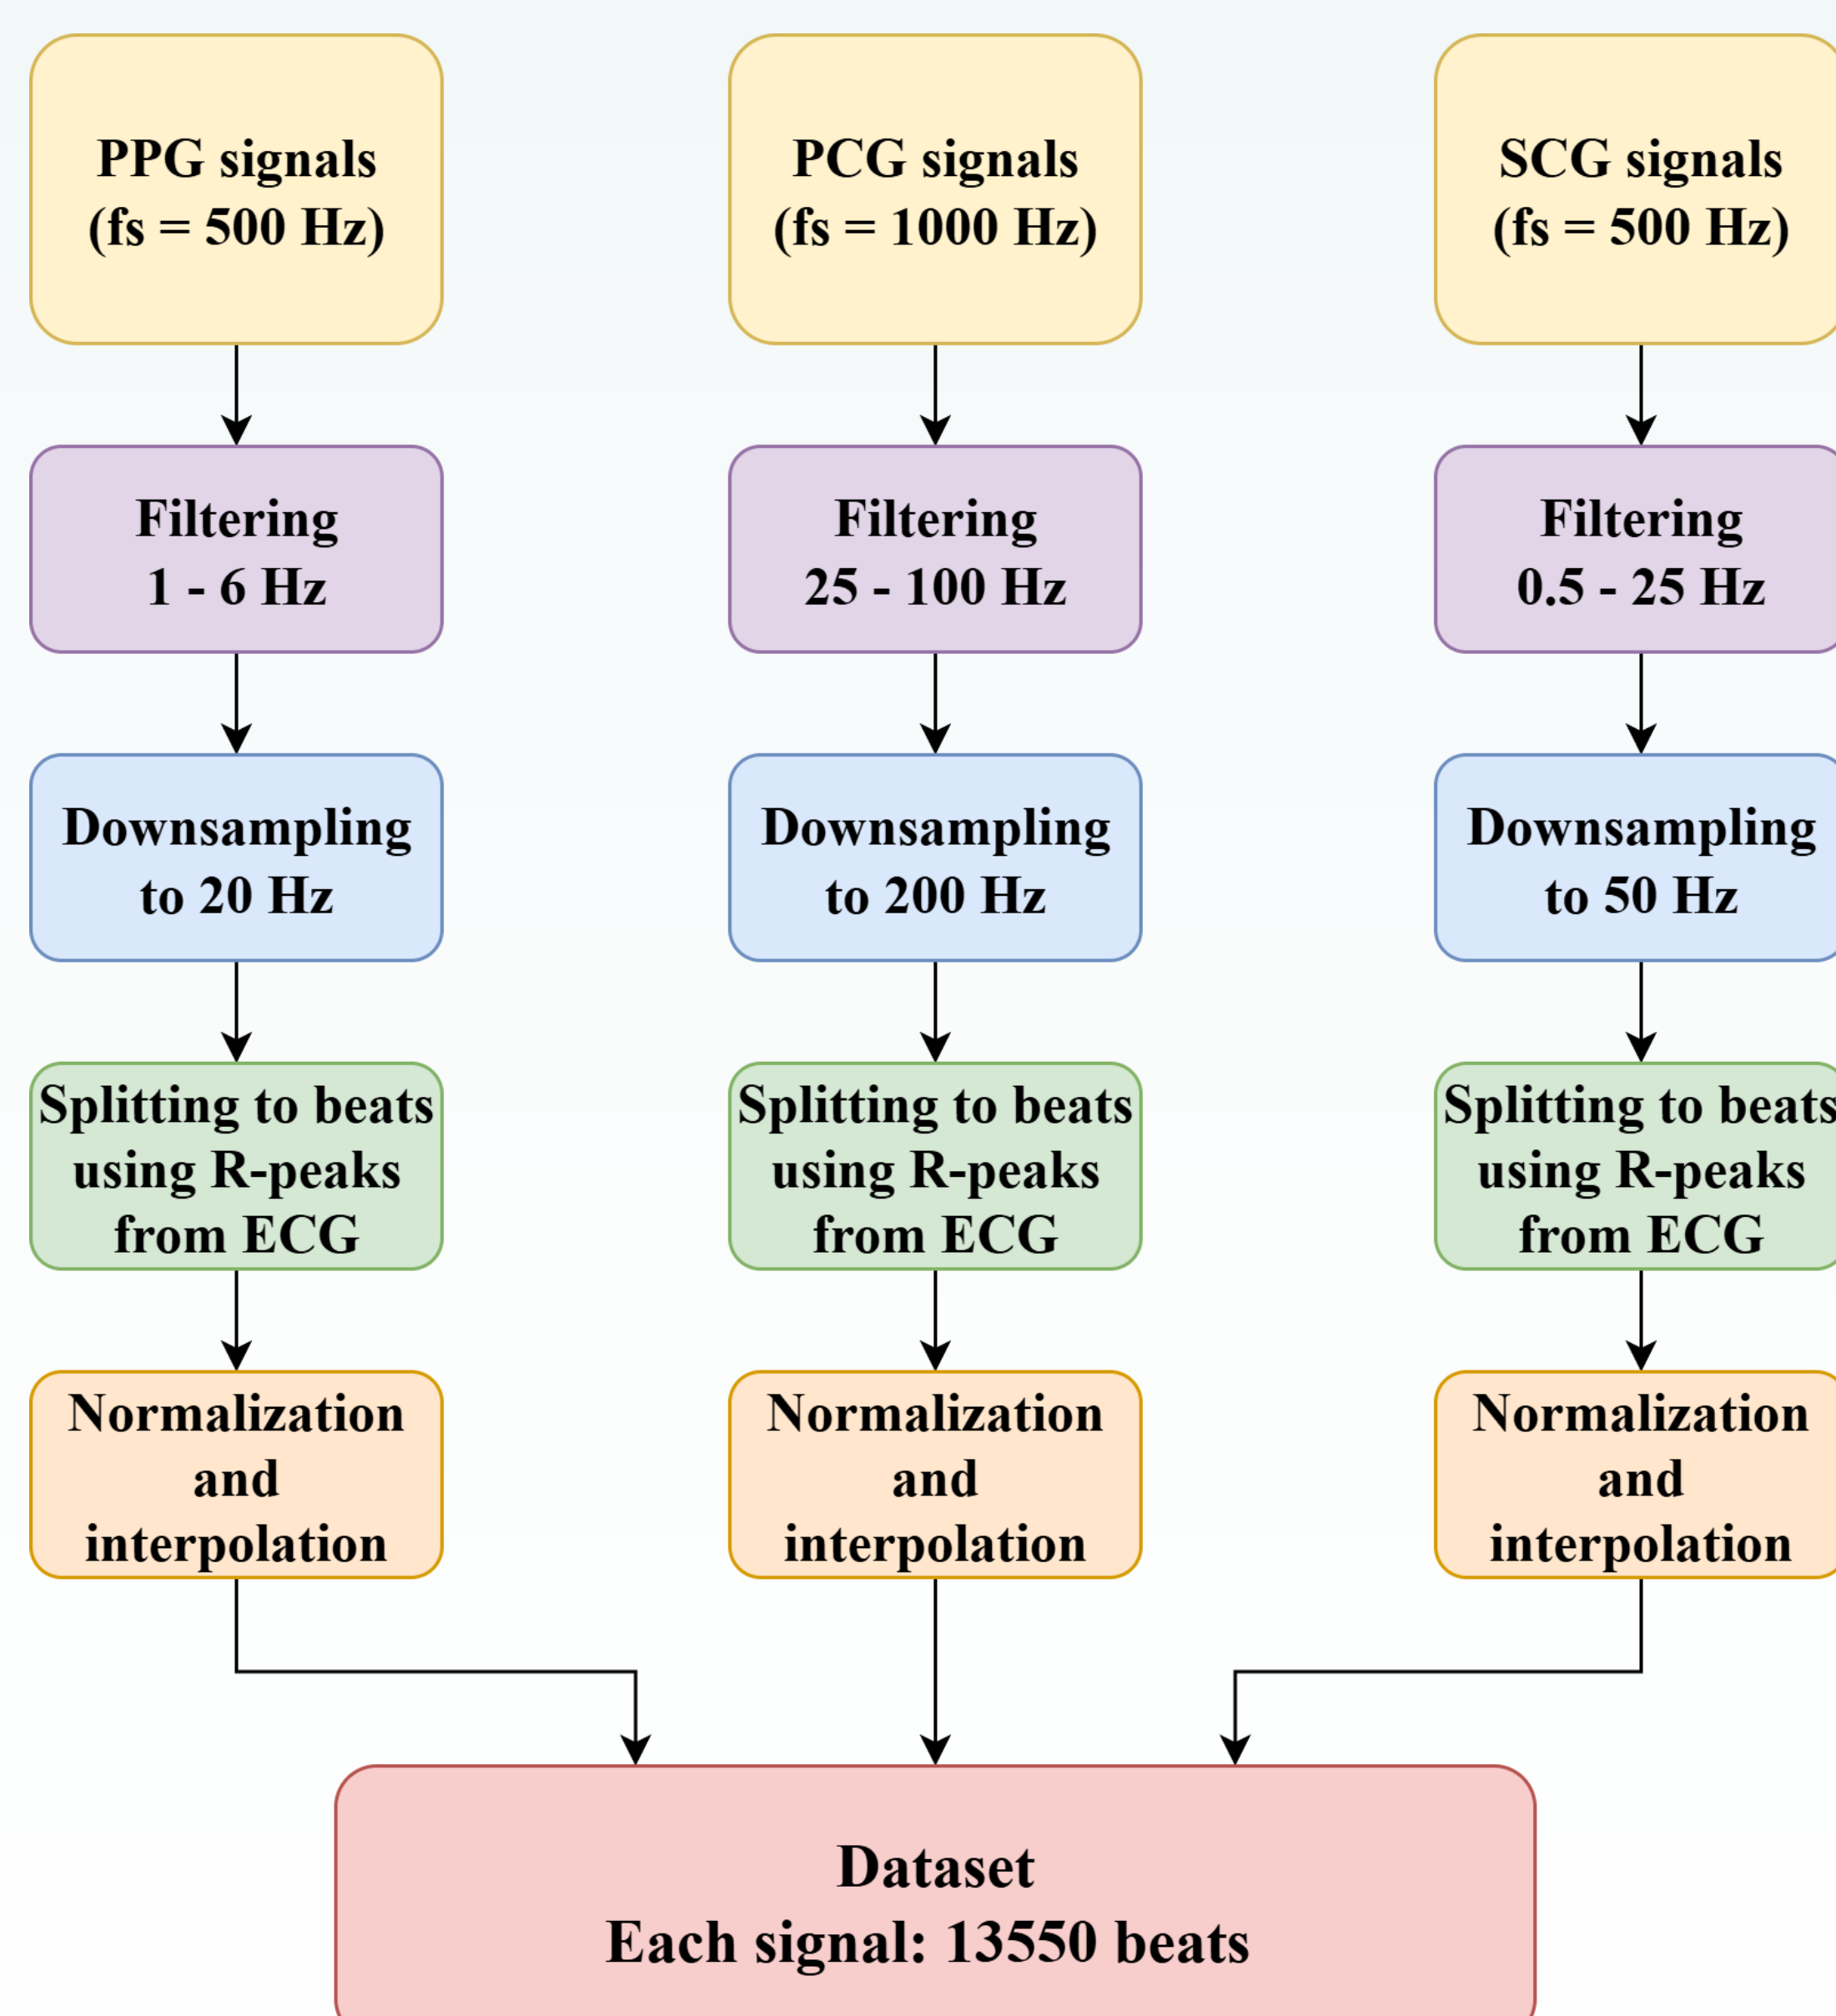 PPG signals
(fs = 500 Hz)
PCG signals
(fs = 1000 Hz)
SCG signals
(fs = 500 Hz)
Filtering
1 - 6 Hz
Filtering
25 - 100 Hz
Filtering
0.5 - 25 Hz
Downsampling
to 20 Hz
Downsampling
to 200 Hz
Downsampling
to 50 Hz
Splitting to beats
using R-peaks
from ECG
Splitting to beats
using R-peaks
from ECG
Splitting to beats
using R-peaks
from ECG
Normalization
and
interpolation
Normalization
and
interpolation
Normalization
and
interpolation
Dataset
Each signal: 13550 beats